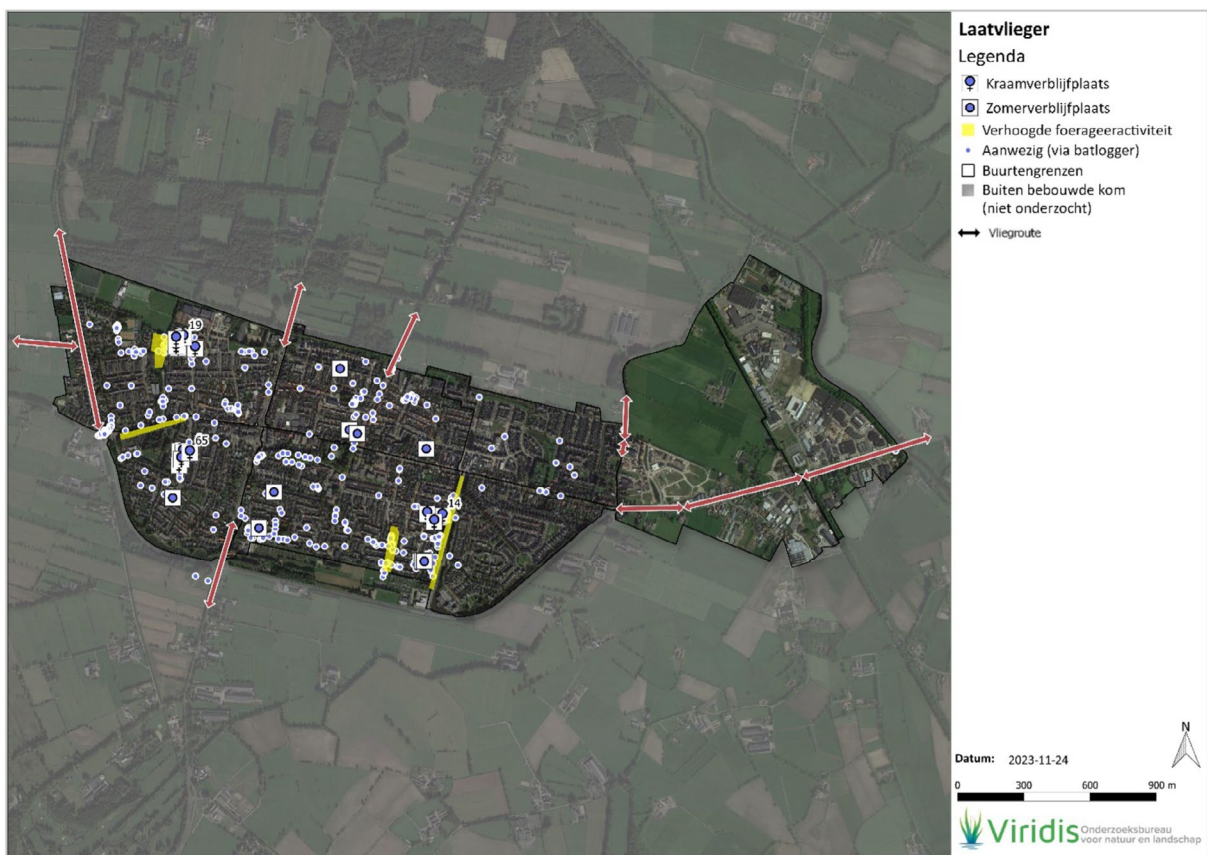 Laatvlieger
Legenda
Kraamverblijfplaats
Zomerverblijfplaats
Verhoogde foerageeractiviteit
Aanwezig (via batlogger)
Buurtengrenzen
Buiten bebouwde kom
(niet onderzocht)
Vliegroute
19
65
14
N
Datum: 2023-11-24
0 300 600 900 m
Viridis Onderzoeksbureau
voor natuur en landschap